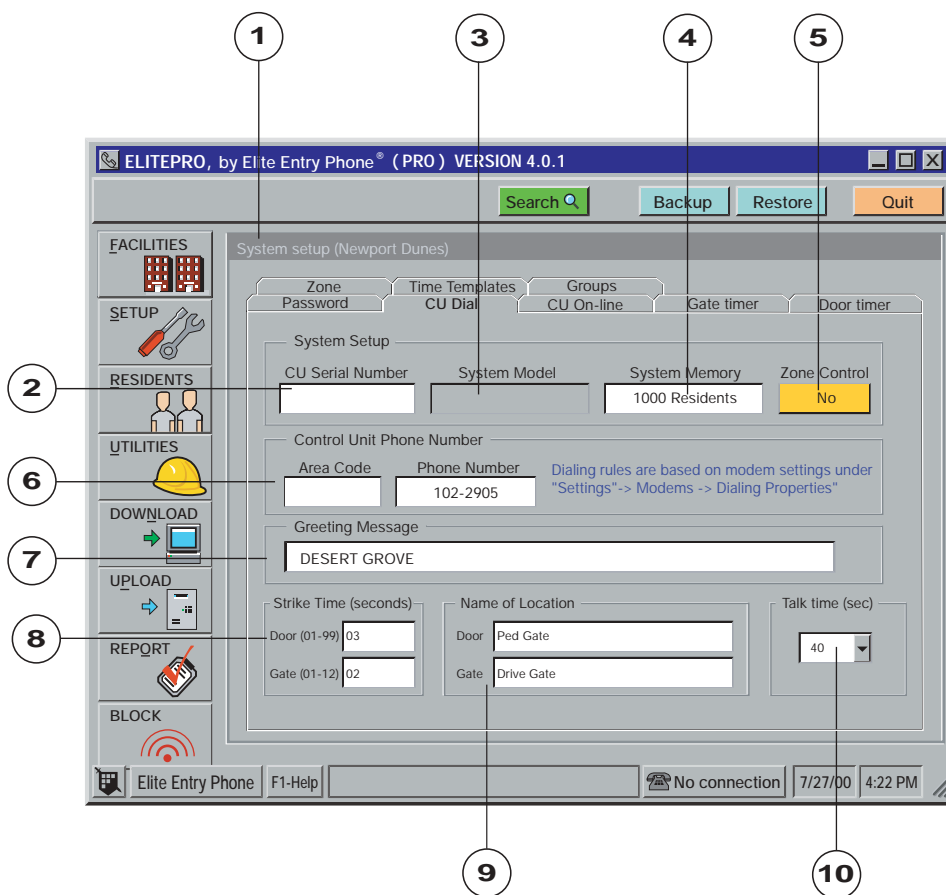 1
3
4
5
ELITEPRO, by Elite Entry Phone® (PRO) VERSION 4.0.1
Search
Backup
Restore
Quit
FACILITIES
SETUP
RESIDENTS
UTILITIES
DOWNLOAD
UPLOAD
REPORT
BLOCK
System setup (Newport Dunes)
Zone
Time Templates
Groups
Password
CU Dial
CU On-line
Gate timer
Door timer
System Setup
2
CU Serial Number
System Model
System Memory
1000 Residents
Zone Control
No
Control Unit Phone Number
6
Area Code
Phone Number
102-2905
Dialing rules are based on modem settings under
"Settings"-> Modems -> Dialing Properties"
7
Greeting Message
DESERT GROVE
8
Strike Time (seconds)
Door (01-99) 03
Gate (01-12) 02
Name of Location
Door Ped Gate
Gate Drive Gate
Talk time (sec)
40
Elite Entry Phone
F1-Help
No connection
7/27/00
4:22 PM
9
10